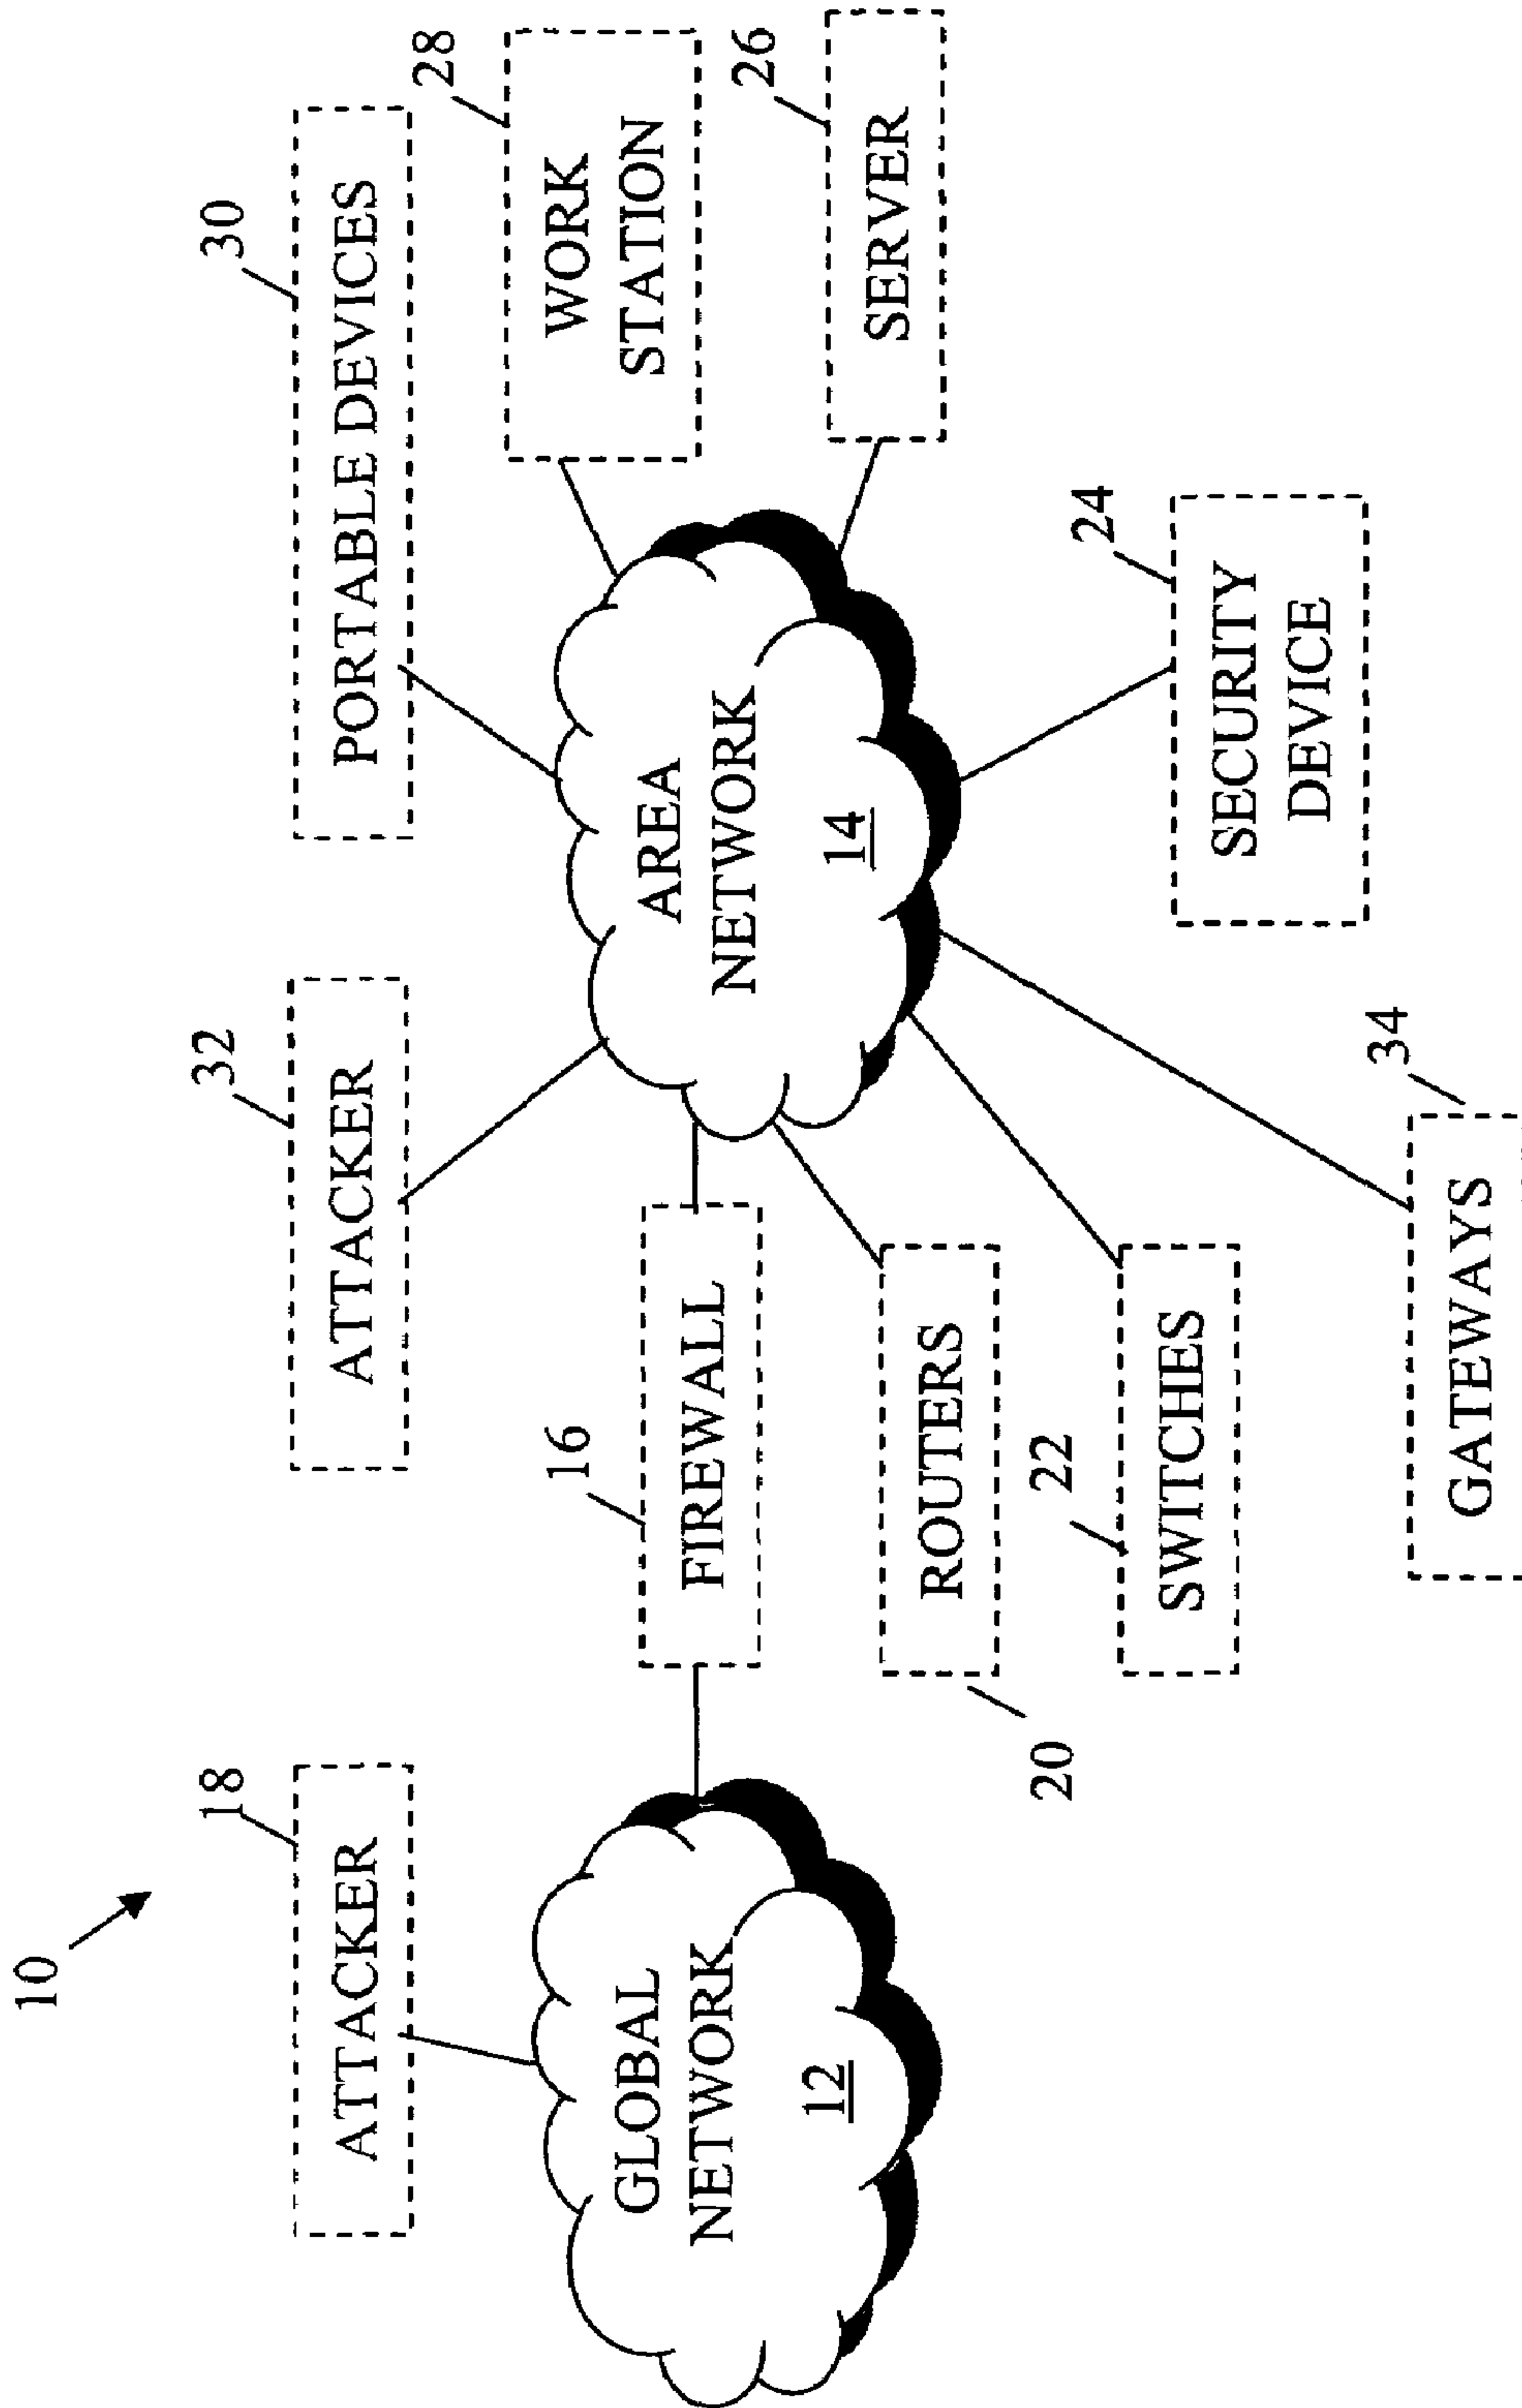 10
18
ATTACKER
32
ATTACKER
30
PORTABLE DEVICES
28
WORK
STATION
26
SERVER
GLOBAL
NETWORK
12
16
FIREWALL
AREA
NETWORK
14
20
ROUTERS
22
SWITCHES
24
SECURITY
DEVICE
34
GATEWAYS